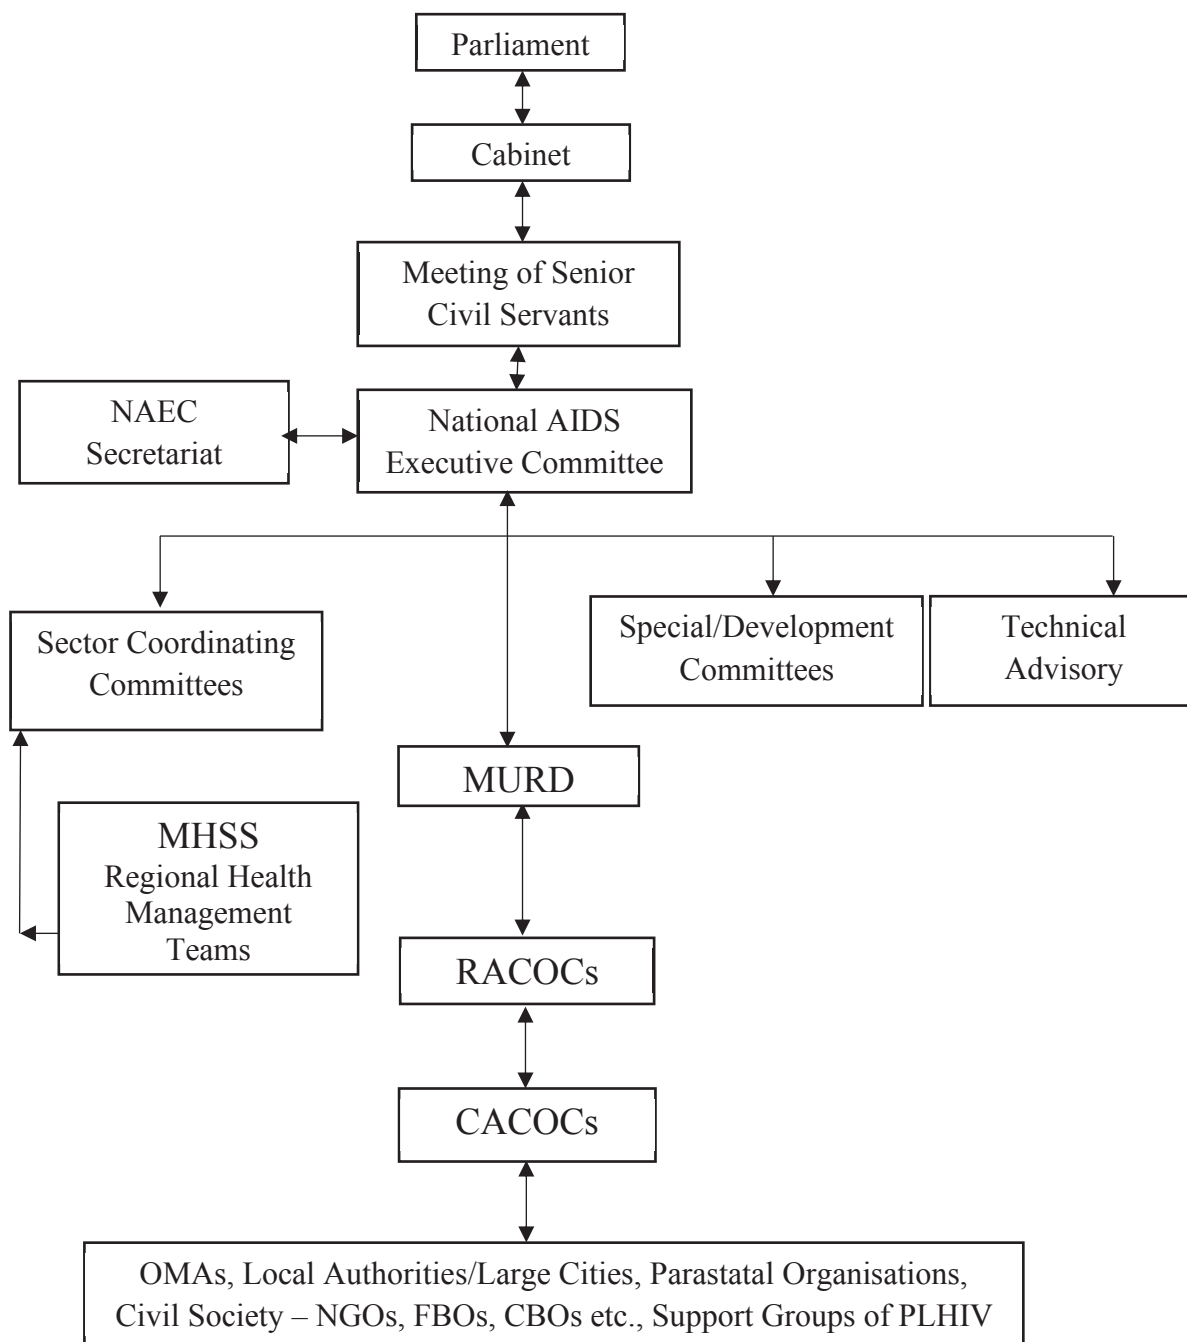 Parliament
Cabinet
Meeting of Senior
Civil Servants
NAEC
Secretariat
National AIDS
Executive Committee
Sector Coordinating
Committees
Special/Development
Committees
Technical
Advisory
MURD
MHSS
Regional Health
Management
Teams
RACOCs
CACOCs
OMAs, Local Authorities/Large Cities, Parastatal Organisations,
Civil Society – NGOs, FBOs, CBOs etc., Support Groups of PLHIV